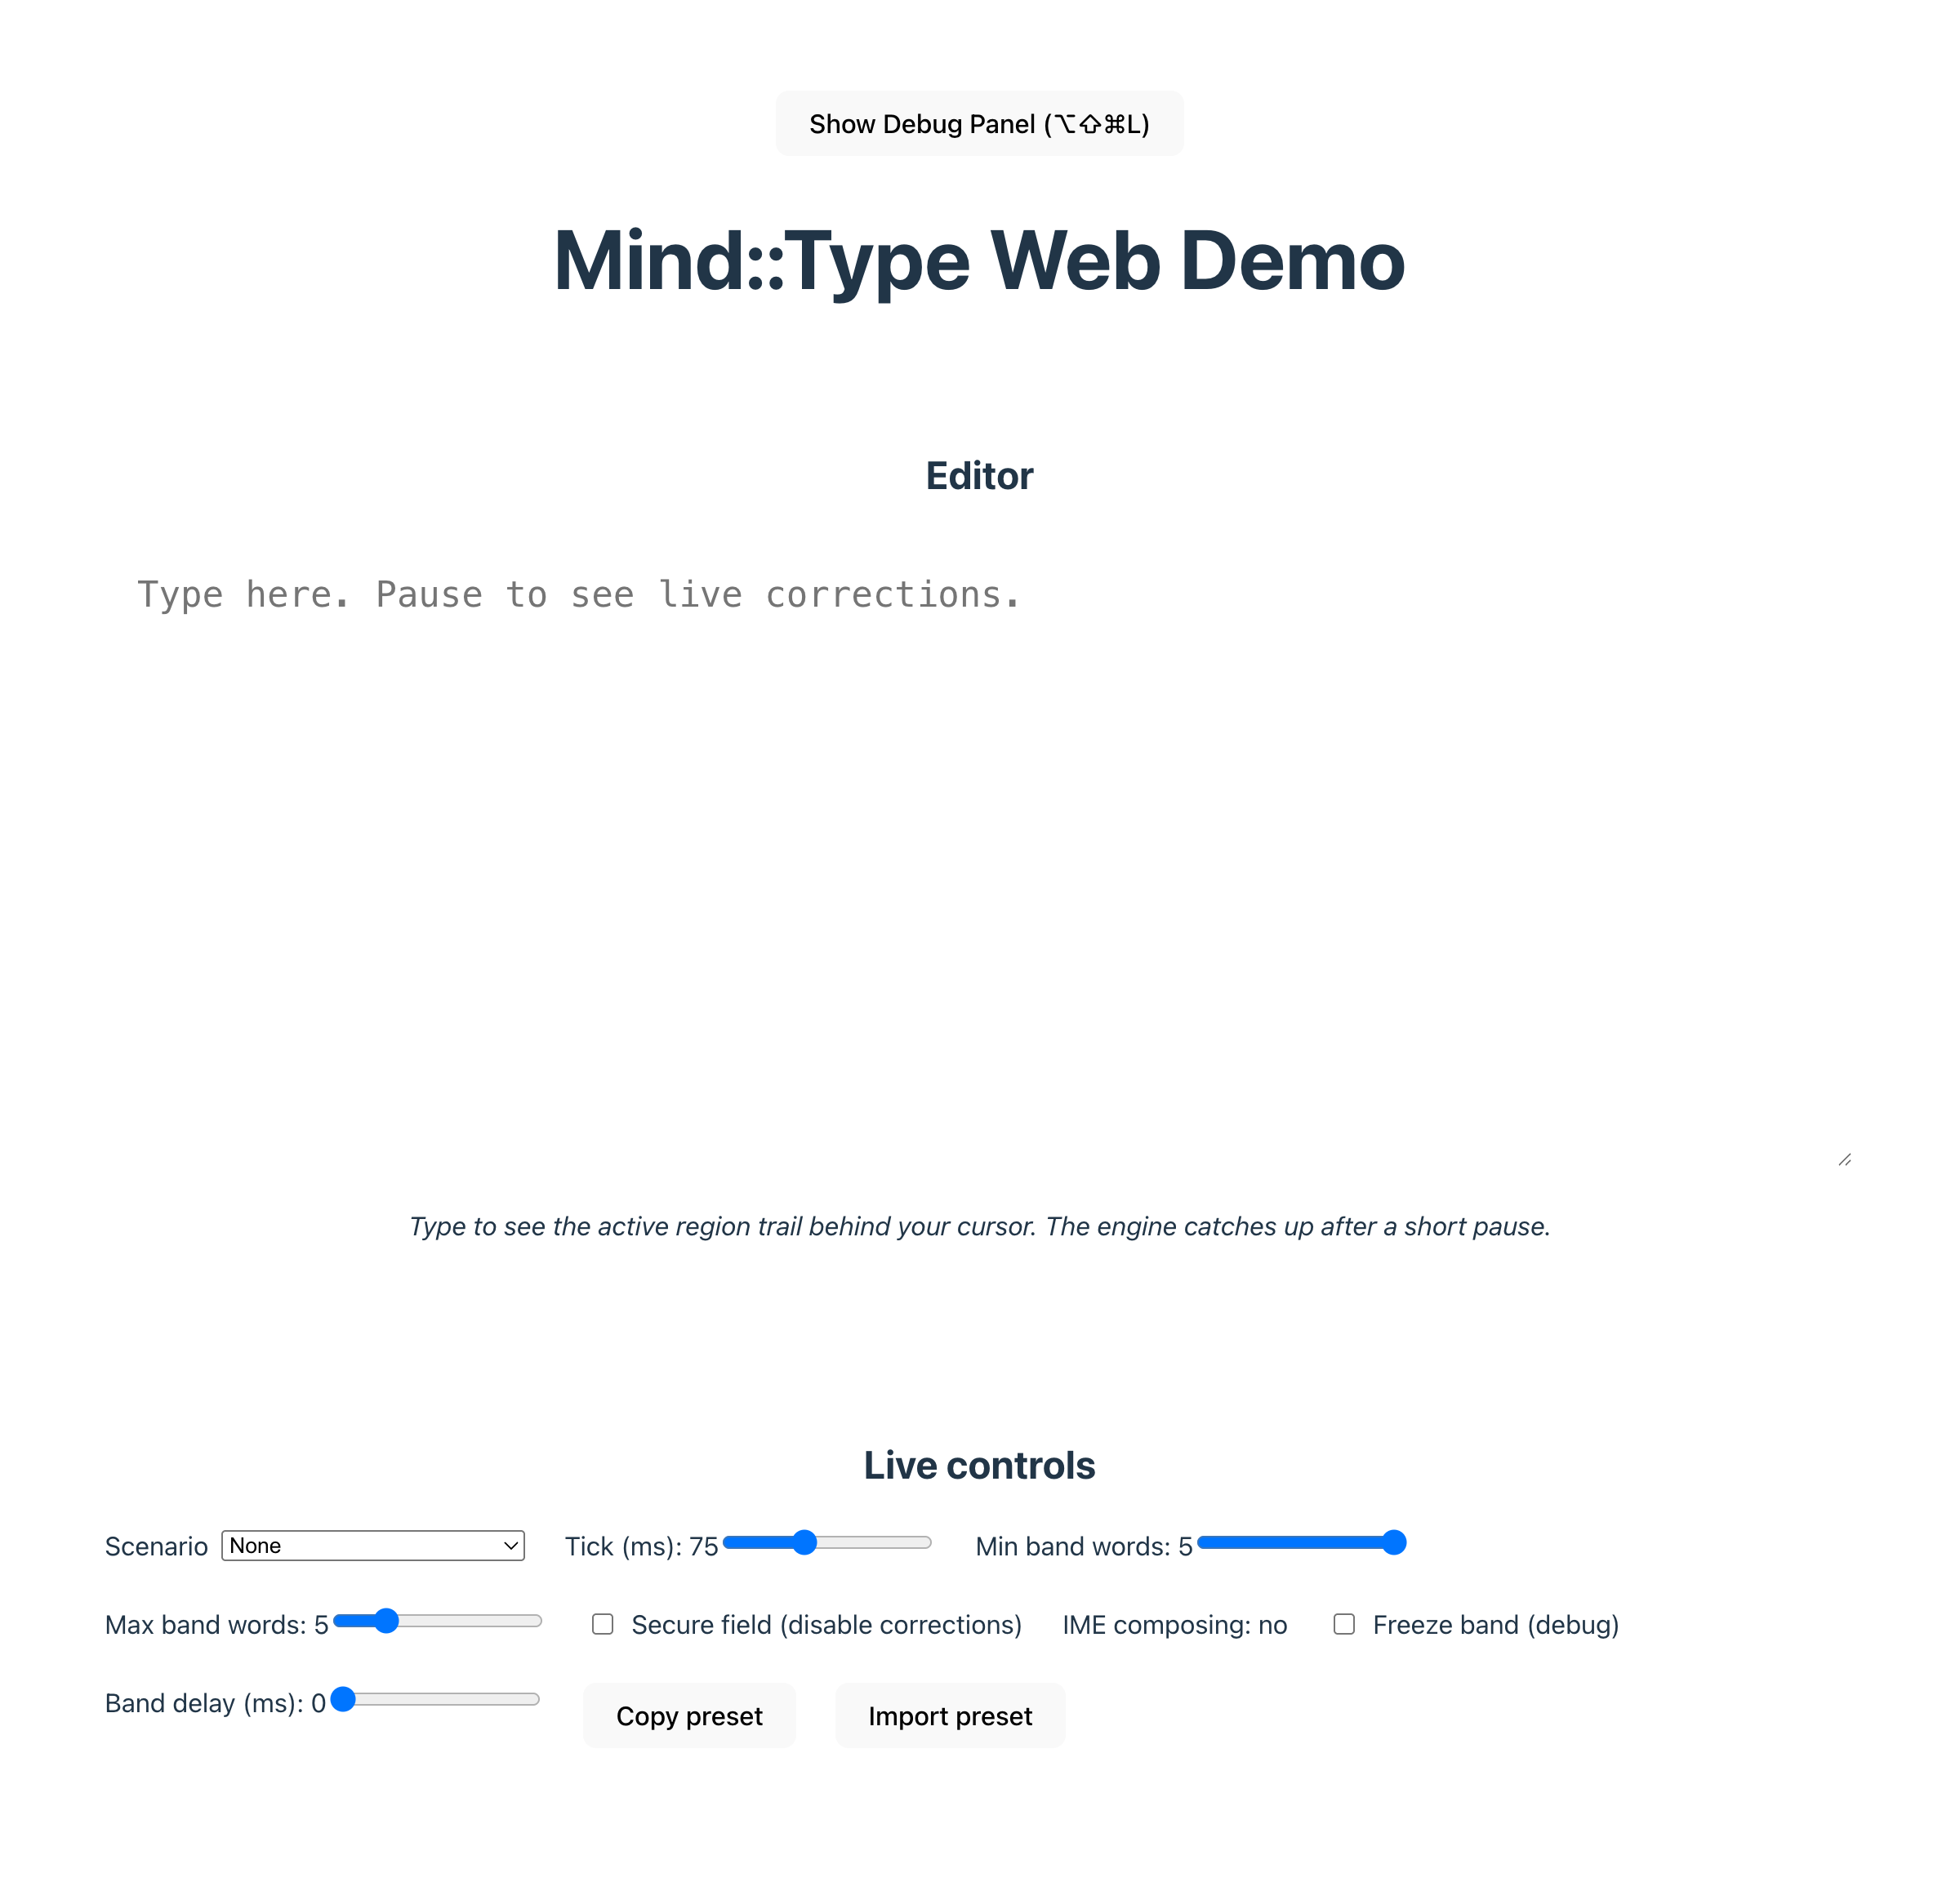 Show Debug Panel (⌥⇧⌘L)
Mind::Type Web Demo
Editor
Type here. Pause to see live corrections.
Type to see the active region trail behind your cursor. The engine catches up after a short pause.
Live controls
Scenario None Tick (ms): 75 Min band words: 5
Max band words: 5 Secure field (disable corrections) IME composing: no Freeze band (debug)
Band delay (ms): 0 Copy preset Import preset